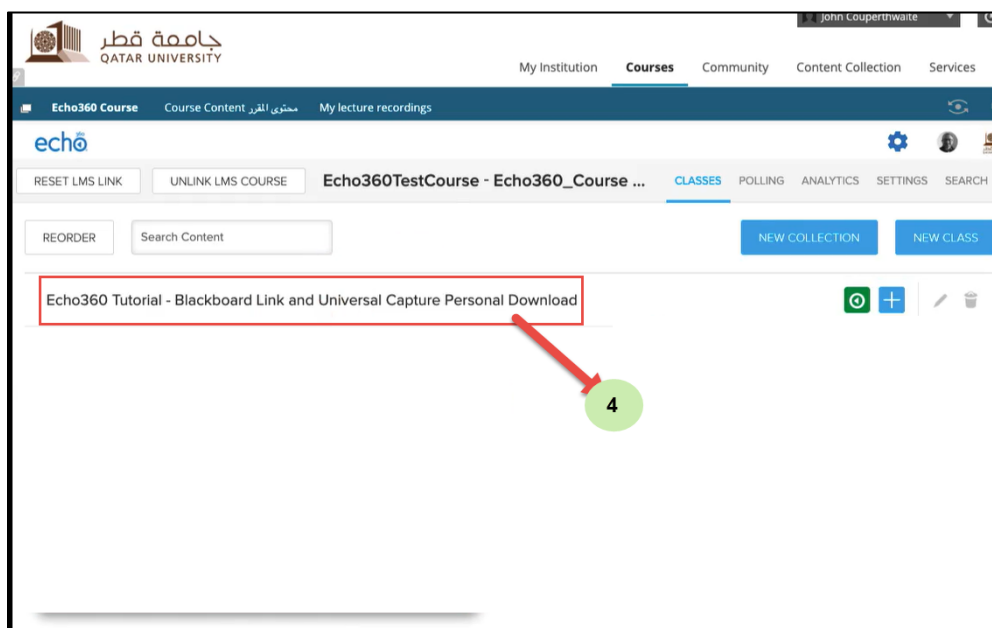 John Couperthwaite
جامعة قطر
QATAR UNIVERSITY
My Institution Courses Community Content Collection Services
Echo360 Course Course Content محتوى المقرر My lecture recordings
echo
RESET LMS LINK UNLINK LMS COURSE Echo360TestCourse - Echo360_Course ... CLASSES POLLING ANALYTICS SETTINGS SEARCH
REORDER Search Content NEW COLLECTION NEW CLASS
Echo360 Tutorial - Blackboard Link and Universal Capture Personal Download
4